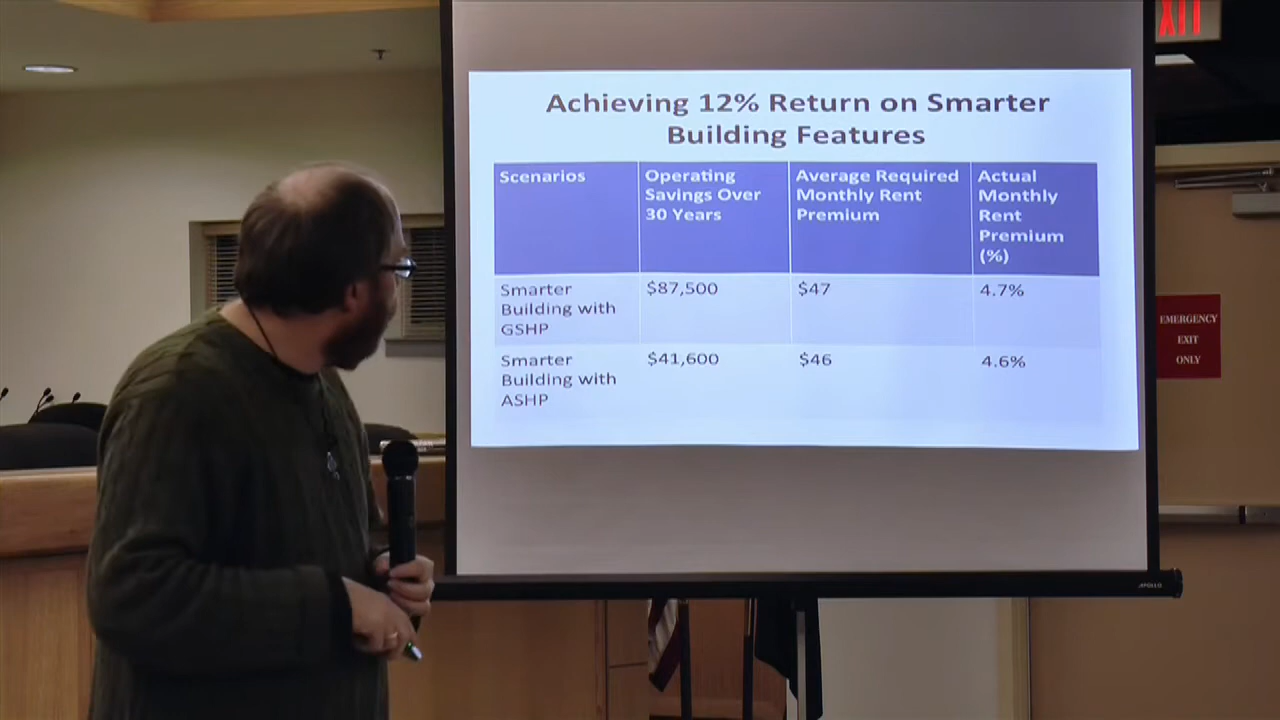 XIT
Achieving 12% Return on Smarter
Building Features
Scenarios
Operating
Savings Over
30 Years
Average Required
Monthly Rent
Premium
Actual
Monthly
Rent
Premium
(%)
Smarter
Building with
GSHP
$87,500
$47
4.7%
Smarter
Building with
ASHP
$41,600
$46
4.6%
EMERGENCY
EXIT
ONLY
APOLLO